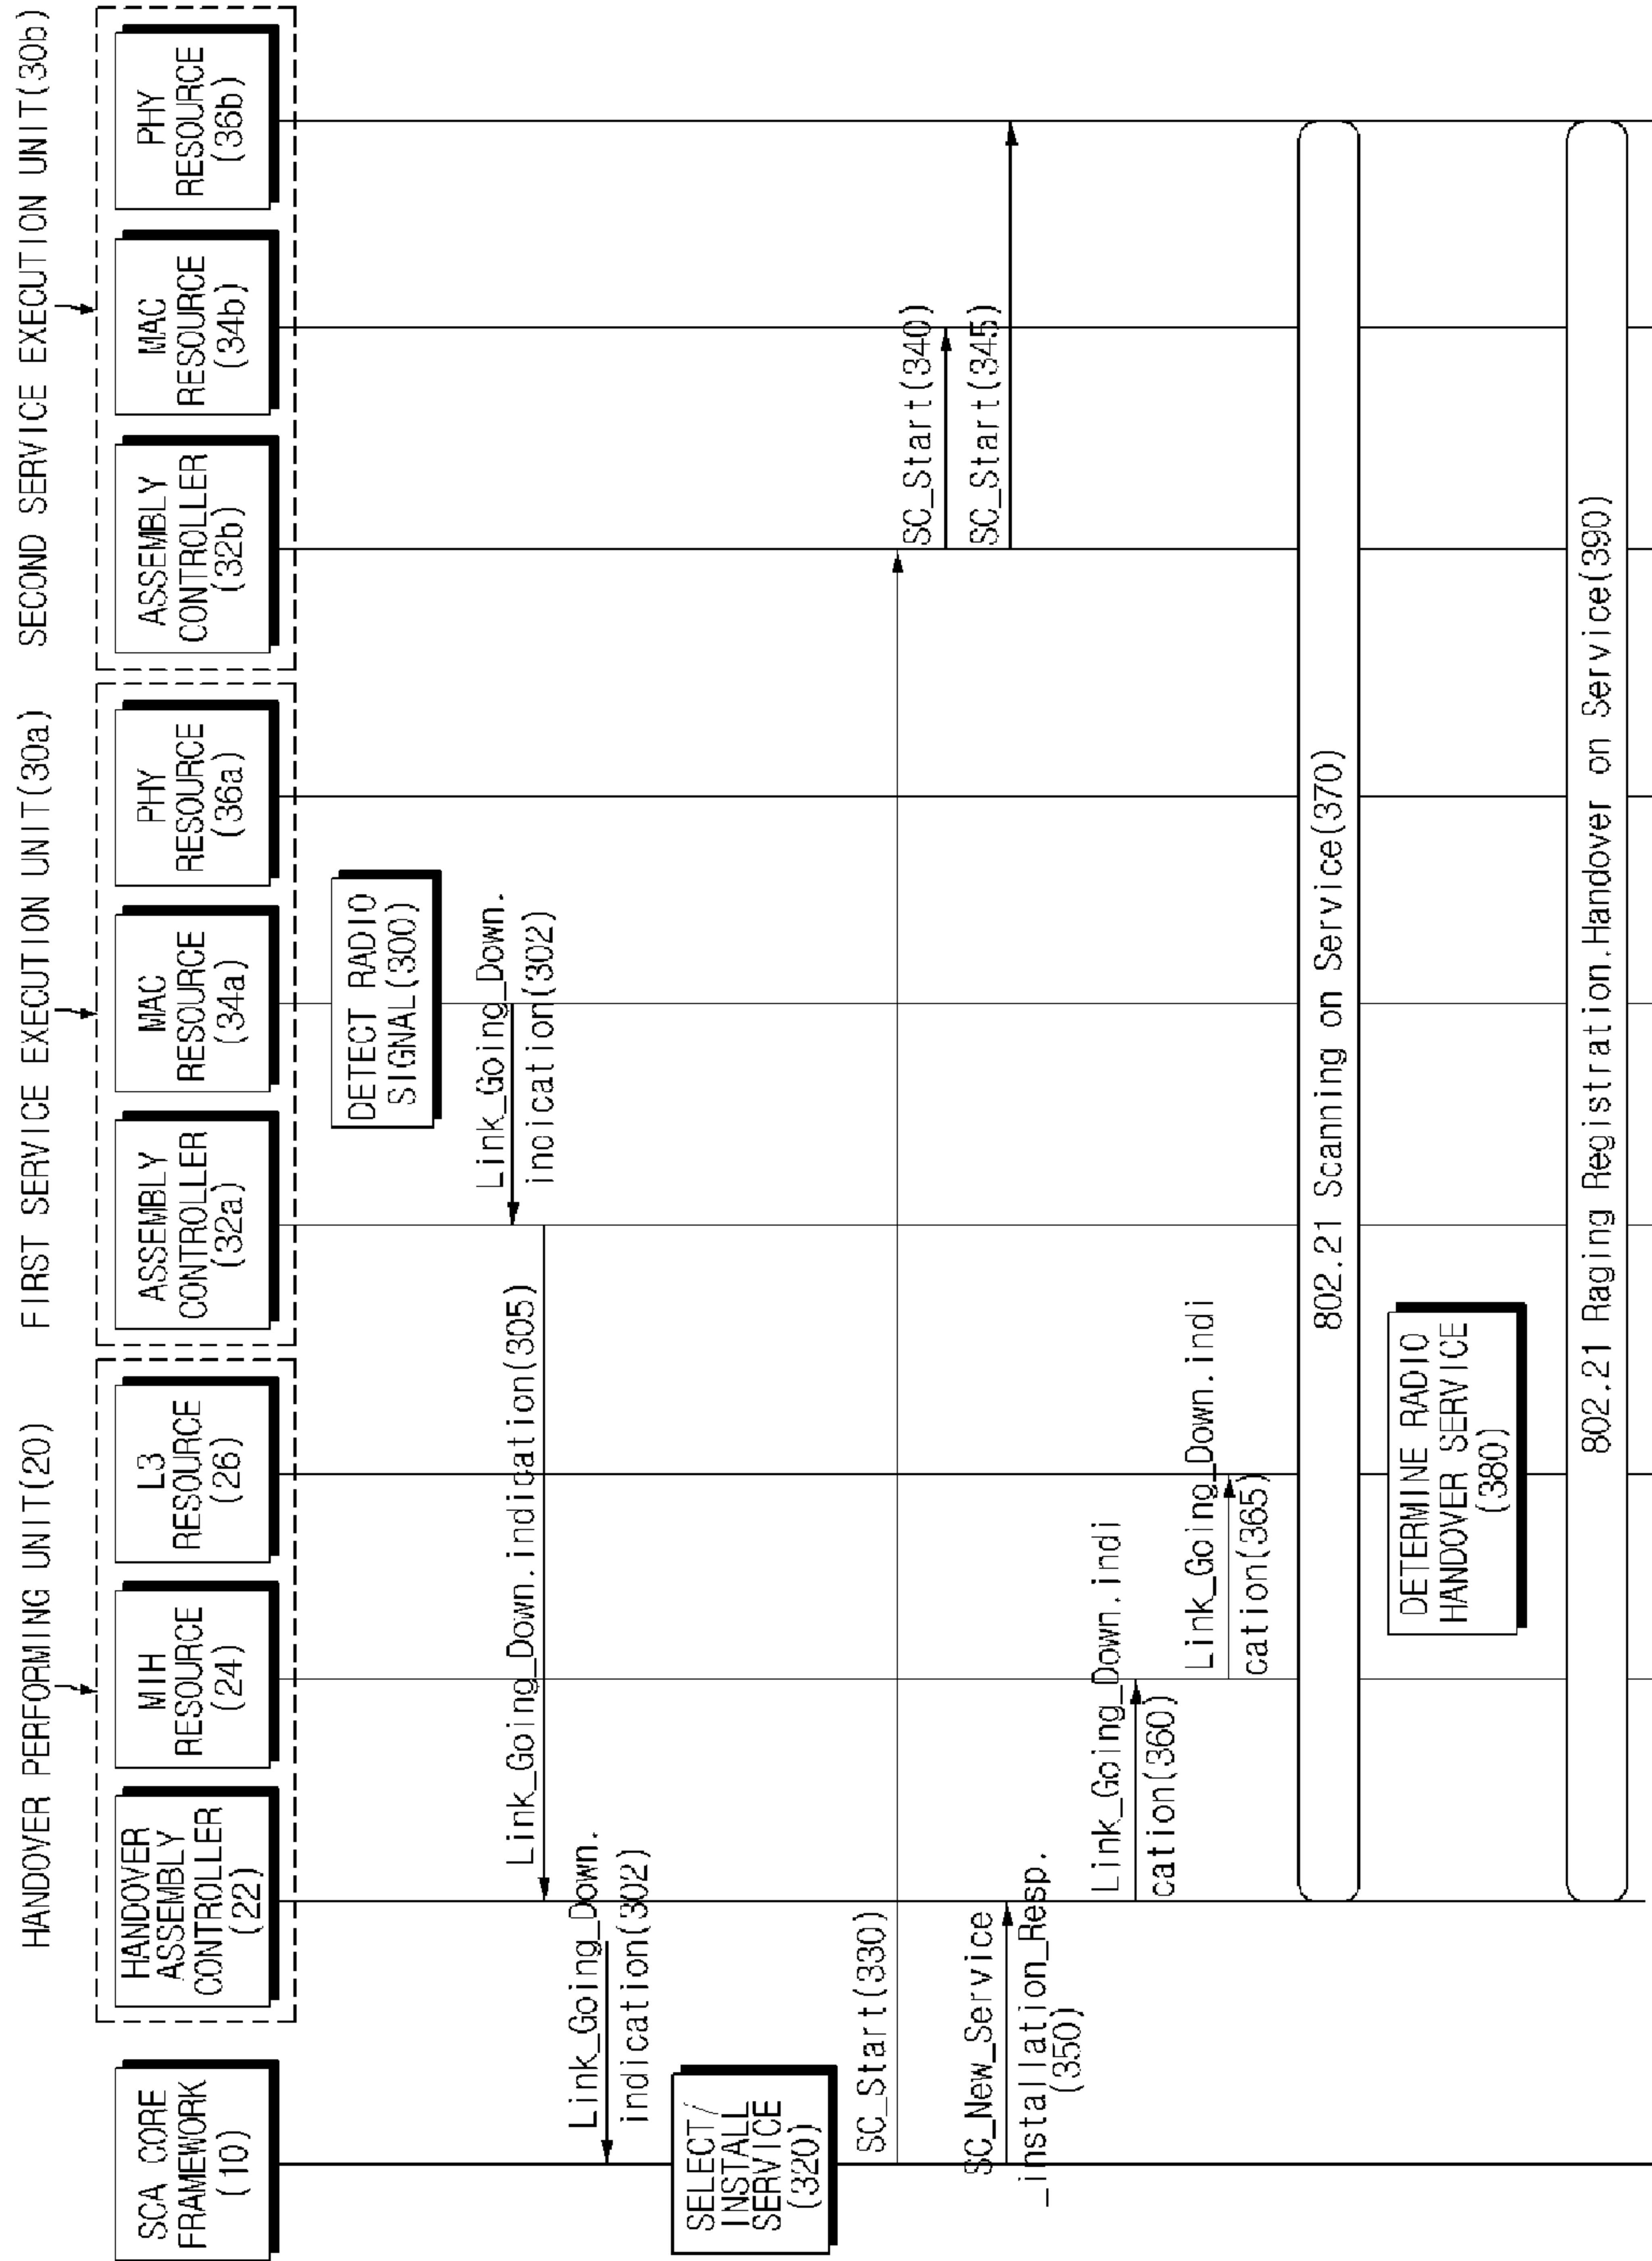 HANDOVER PERFORMING UNIT(20)
FIRST SERVICE EXECUTION UNIT(30a)
SECOND SERVICE EXECUTION UNIT(30b)
SCA CORE
FRAMEWORK
(10)
HANDOVER
ASSEMBLY
CONTROLLER
(22)
MIH
RESOURCE
(24)
L3
RESOURCE
(26)
ASSEMBLY
CONTROLLER
(32a)
MAC
RESOURCE
(34a)
PHY
RESOURCE
(36a)
ASSEMBLY
CONTROLLER
(32b)
MAC
RESOURCE
(34b)
PHY
RESOURCE
(36b)
DETECT RADIO
SIGNAL(300)
Link_Going_Down.
inoication(302)
Link_Going_Down.indication(305)
Link_Going_Down.
indication(302)
SELECT/
INSTALL
SERVICE
(320)
SC_Start(330)
SC_Start(340)
SC_Start(345)
SC_New_Service
_installation_Resp.
(350)
Link_Going_Down.indi
cation(360)
Link_Going_Down.indi
cation(365)
802.21 Scanning on Service(370)
DETERMINE RADIO
HANDOVER SERVICE
(380)
802.21 Raging Registration.Handover on Service(390)